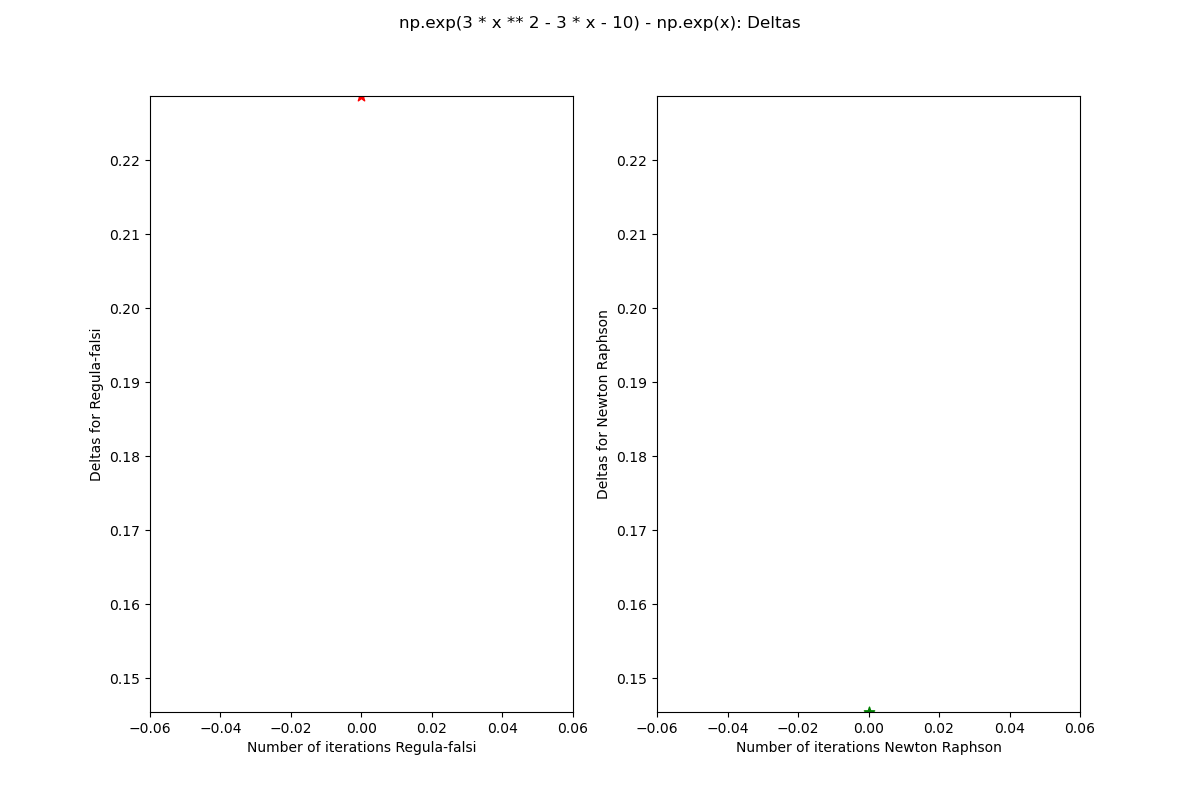 np.exp(3 * x ** 2 - 3 * x - 10) - np.exp(x): Deltas
0.22
0.21
0.20
0.19
0.18
0.17
0.16
0.15
Deltas for Regula-falsi
−0.06 −0.04 −0.02 0.00 0.02 0.04 0.06
Number of iterations Regula-falsi
0.22
0.21
0.20
0.19
0.18
0.17
0.16
0.15
Deltas for Newton Raphson
−0.06 −0.04 −0.02 0.00 0.02 0.04 0.06
Number of iterations Newton Raphson